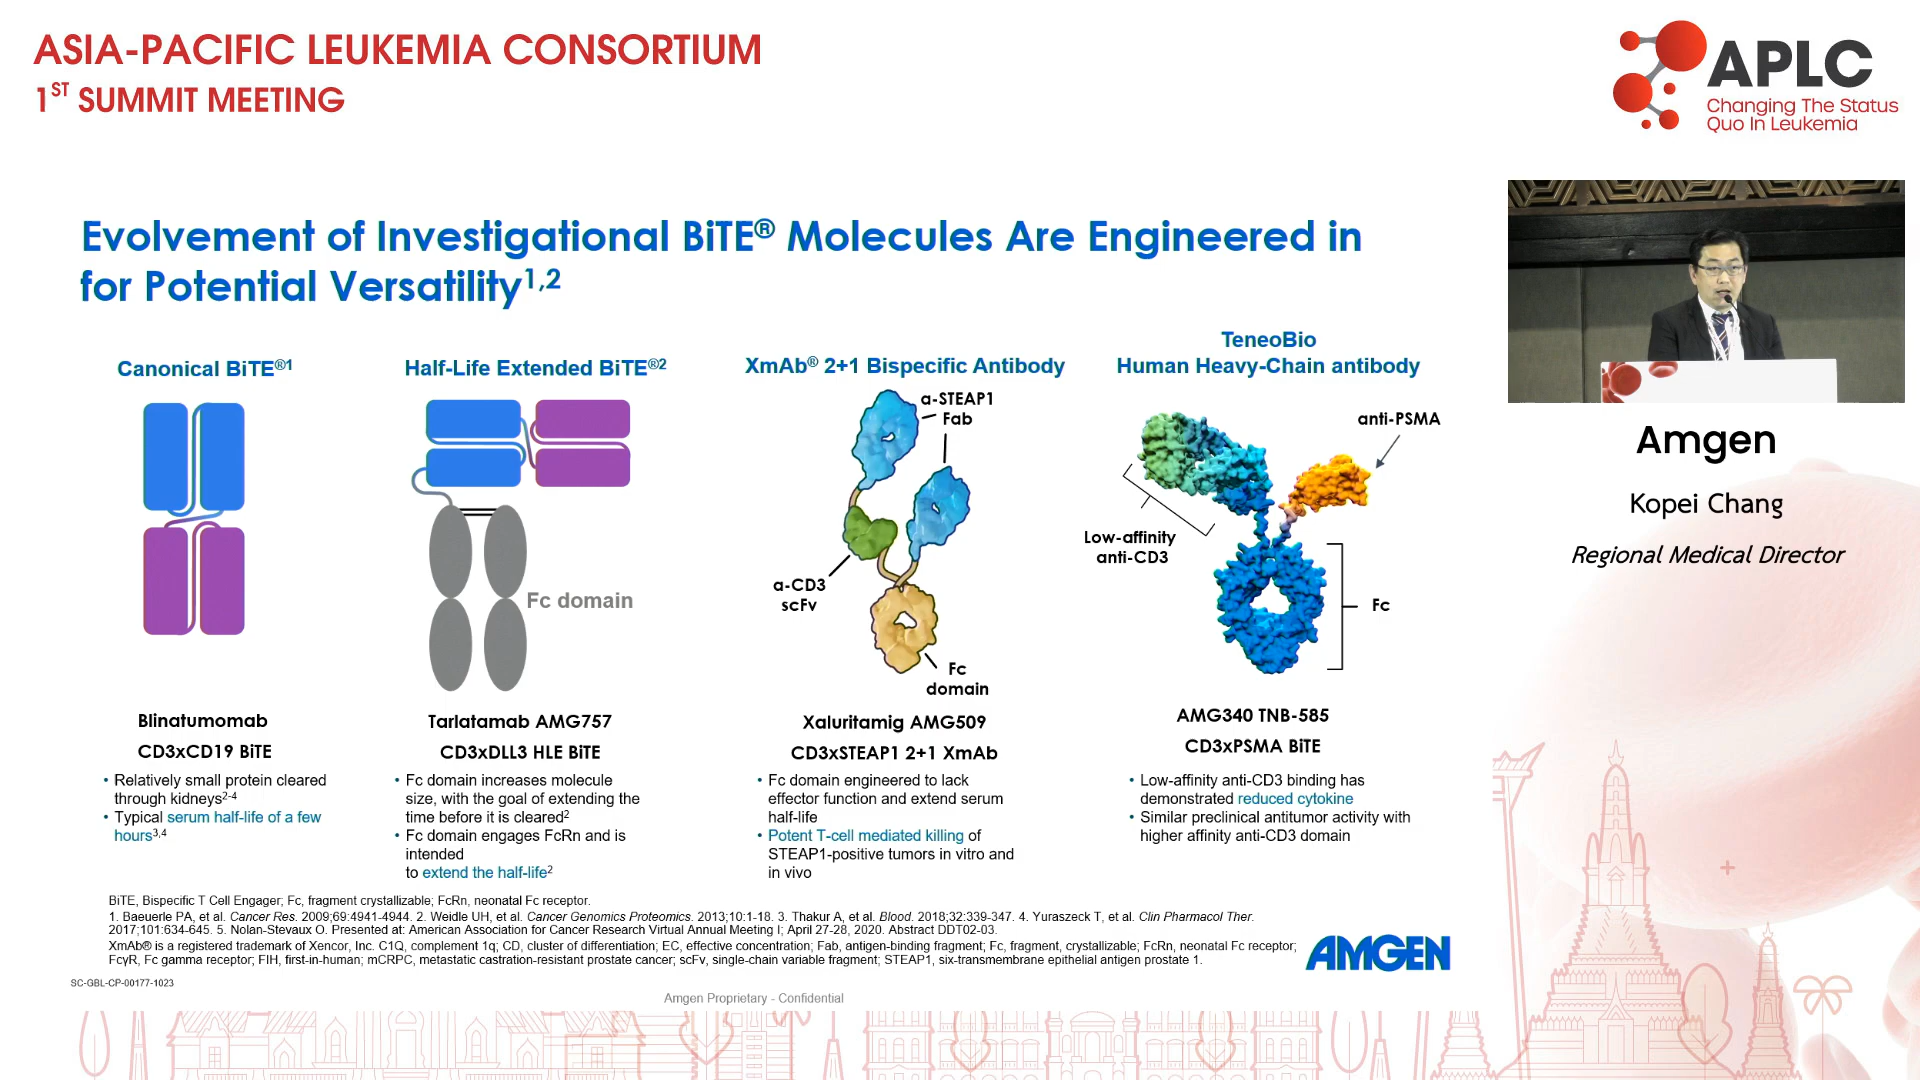 ASIA-PACIFIC LEUKEMIA CONSORTIUM
1ST SUMMIT MEETING
APLC
Changing The Status
Quo In Leukemia
Evolvement of Investigational BiTE® Molecules Are Engineered in
for Potential Versatility1,2
Canonical BiTE®1
Half-Life Extended BiTE®2
XmAb® 2+1 Bispecific Antibody
TeneoBio
Human Heavy-Chain antibody
Fc domain
α-STEAP1
Fab
α-CD3
scFv
Fc
domain
anti-PSMA
Low-affinity
anti-CD3
Fc
Blinatumomab
CD3xCD19 BiTE
• Relatively small protein cleared
through kidneys2-4
• Typical serum half-life of a few
hours3,4
Tarlatamab AMG757
CD3xDLL3 HLE BiTE
• Fc domain increases molecule
size, with the goal of extending the
time before it is cleared2
• Fc domain engages FcRn and is
intended
to extend the half-life2
Xaluritamig AMG509
CD3xSTEAP1 2+1 XmAb
• Fc domain engineered to lack
effector function and extend serum
half-life
• Potent T-cell mediated killing of
STEAP1-positive tumors in vitro and
in vivo
AMG340 TNB-585
CD3xPSMA BiTE
• Low-affinity anti-CD3 binding has
demonstrated reduced cytokine
• Similar preclinical antitumor activity with
higher affinity anti-CD3 domain
BiTE, Bispecific T Cell Engager; Fc, fragment crystallizable; FcRn, neonatal Fc receptor.
1. Baeuerle PA, et al. Cancer Res. 2009;69:4941-4944. 2. Weidle UH, et al. Cancer Genomics Proteomics. 2013;10:1-18. 3. Thakur A, et al. Blood. 2018;32:339-347. 4. Yuraszeck T, et al. Clin Pharmacol Ther.
2017;101:634-645. 5. Nolan-Stevaux O. Presented at: American Association for Cancer Research Virtual Annual Meeting I; April 27-28, 2020. Abstract DDT02-03.
XmAb® is a registered trademark of Xencor, Inc. C1Q, complement 1q; CD, cluster of differentiation; EC, effective concentration; Fab, antigen-binding fragment; Fc, fragment, crystallizable; FcRn, neonatal Fc receptor;
FcγR, Fc gamma receptor; FIH, first-in-human; mCRPC, metastatic castration-resistant prostate cancer; scFv, single-chain variable fragment; STEAP1, six-transmembrane epithelial antigen prostate 1.
AMGEN
SC-GBL-CP-00177-1023
Amgen Proprietary - Confidential
Amgen
Kopei Chang
Regional Medical Director